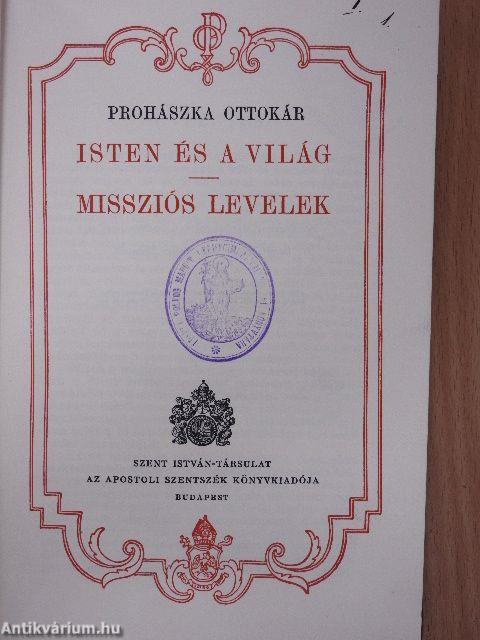 PROHÁSZKA OTTOKÁR
ISTEN ÉS A VILÁG
MISSZIÓS LEVELEK
SZENT ISTVÁN-TÁRSULAT
AZ APOSTOLI SZENTSZÉK KÖNYVKIADÓJA
BUDAPEST
Antikvárium.hu